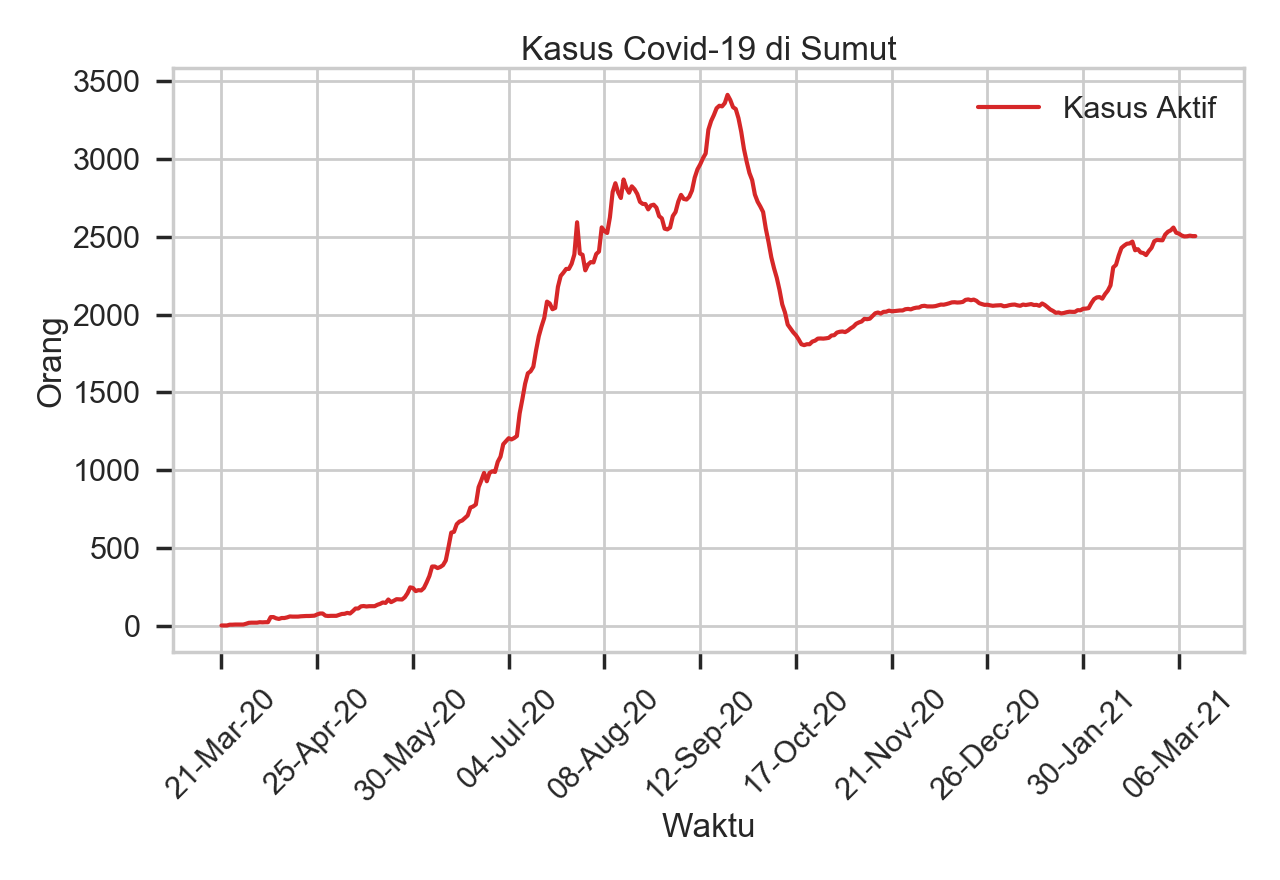 Kasus Covid-19 di Sumut
Kasus Aktif
Orang
3500
3000
2500
2000
1500
1000
500
0
21-Mar-20
25-Apr-20
30-May-20
04-Jul-20
08-Aug-20
12-Sep-20
17-Oct-20
21-Nov-20
26-Dec-20
30-Jan-21
06-Mar-21
Waktu